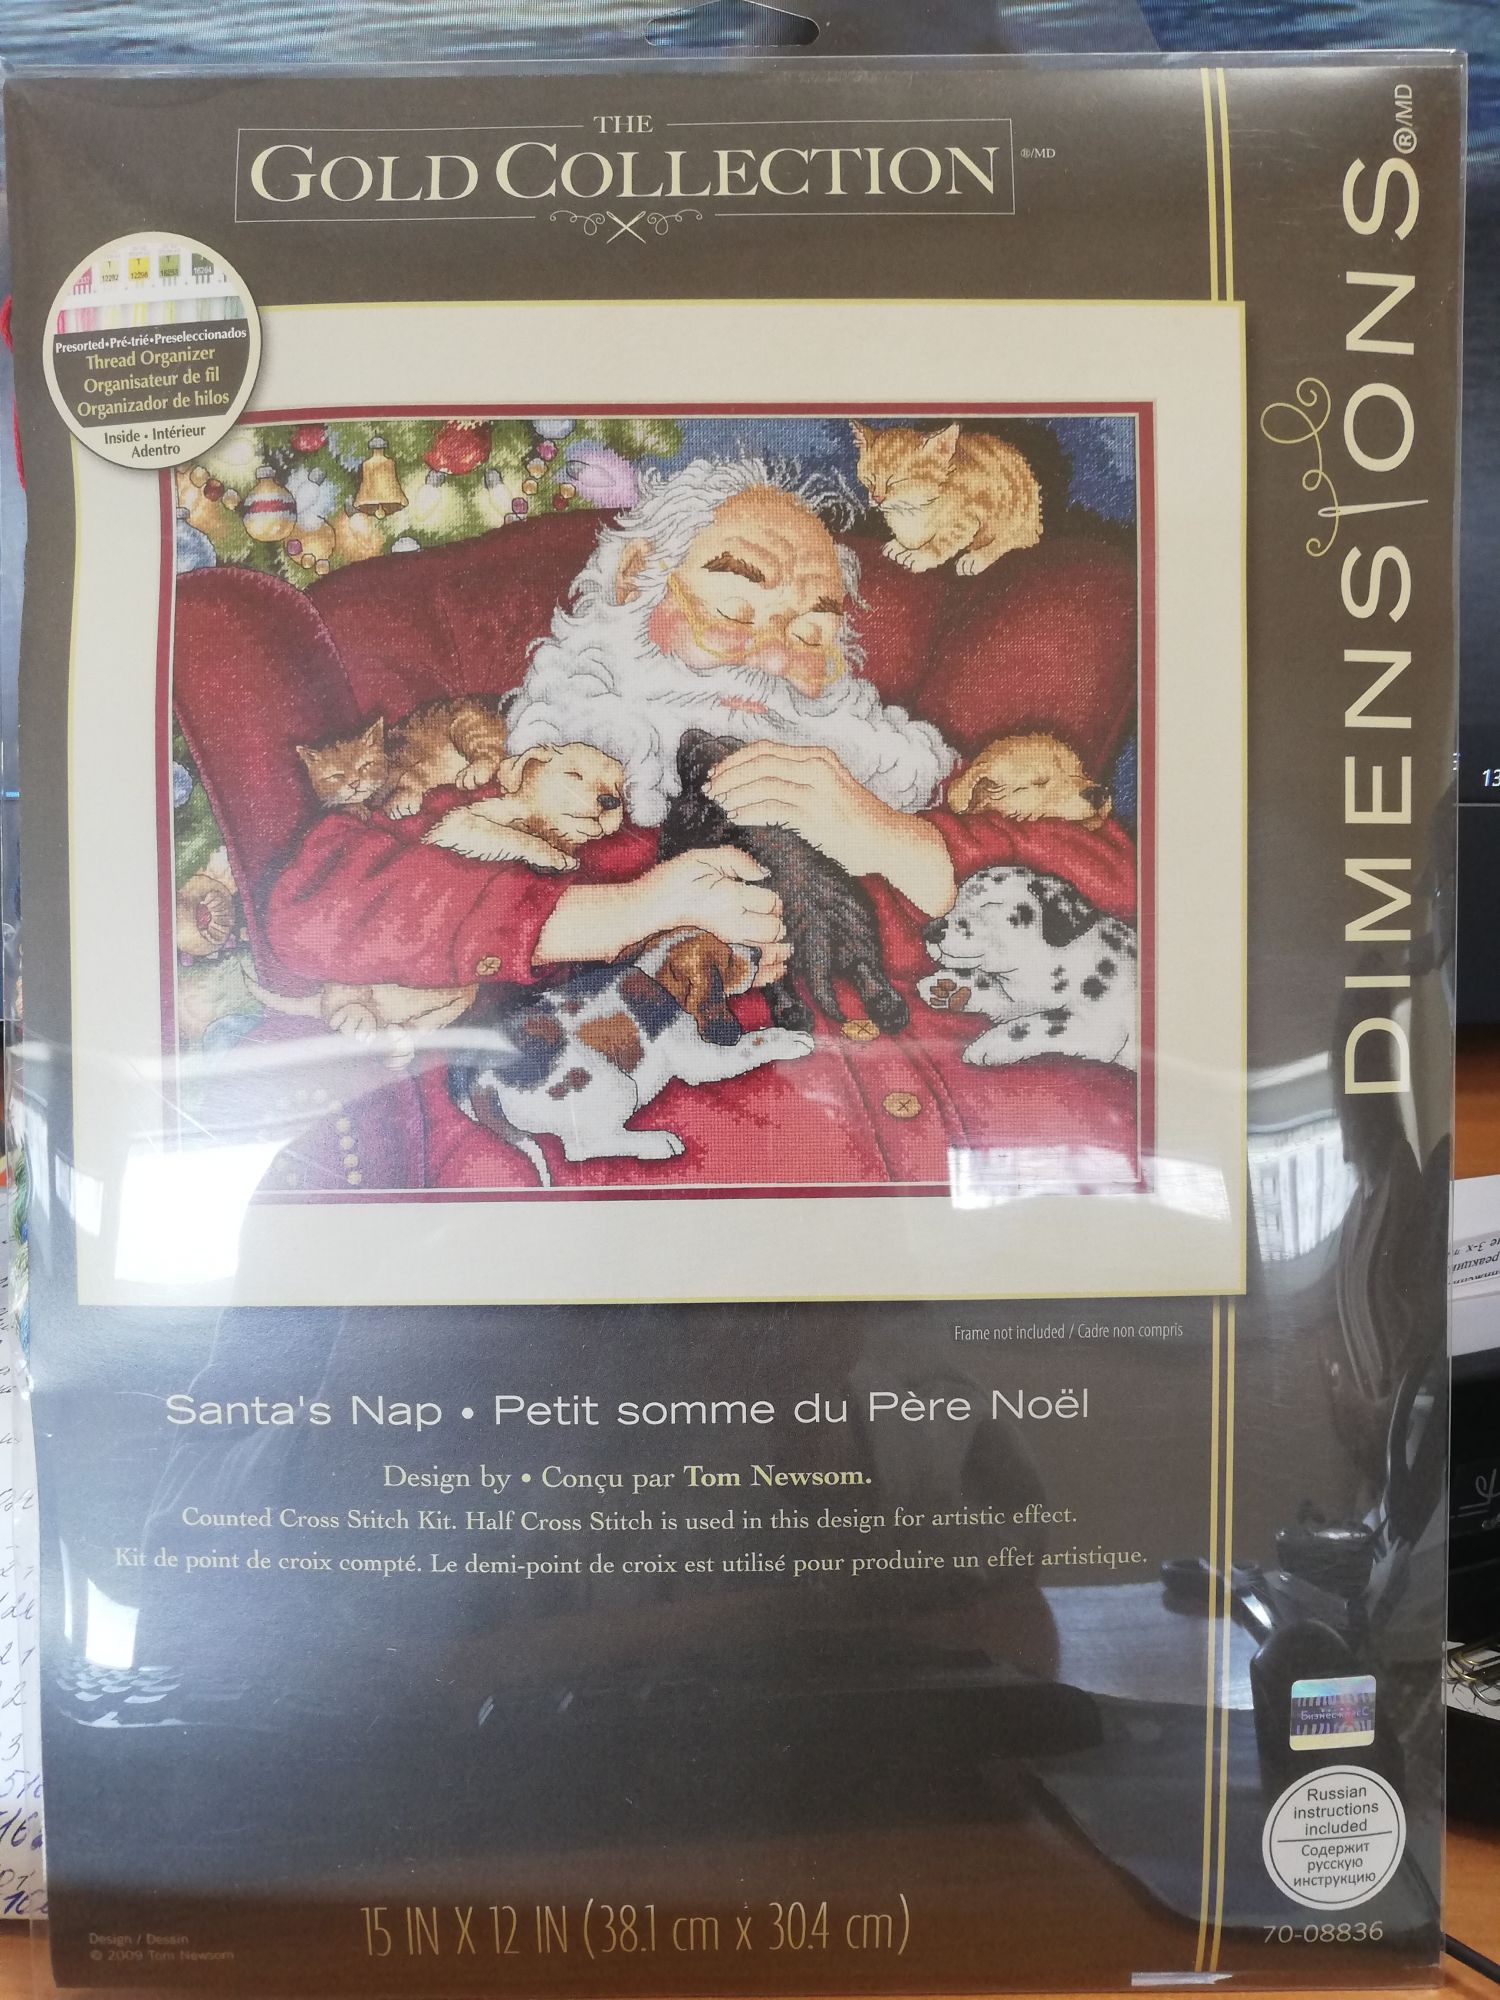 THE
GOLD COLLECTION ®/MD
DIMENSIONS®/MD
T T
12292 12298 16253 16264
Presorted•Pré-trié•Preseleccionados
Thread Organizer
Organisateur de fil
Organizador de hilos
Inside • Intérieur
Adentro
Frame not included / Cadre non compris
Santa's Nap • Petit somme du Père Noël
Design by • Conçu par Tom Newsom.
Counted Cross Stitch Kit. Half Cross Stitch is used in this design for artistic effect.
Kit de point de croix compté. Le demi-point de croix est utilisé pour produire un effet artistique.
Russian
instructions
included
Содержит
русскую
инструкцию
70-08836
15 IN X 12 IN (38.1 cm x 30.4 cm)
Design / Dessin
© 2009 Tom Newsom